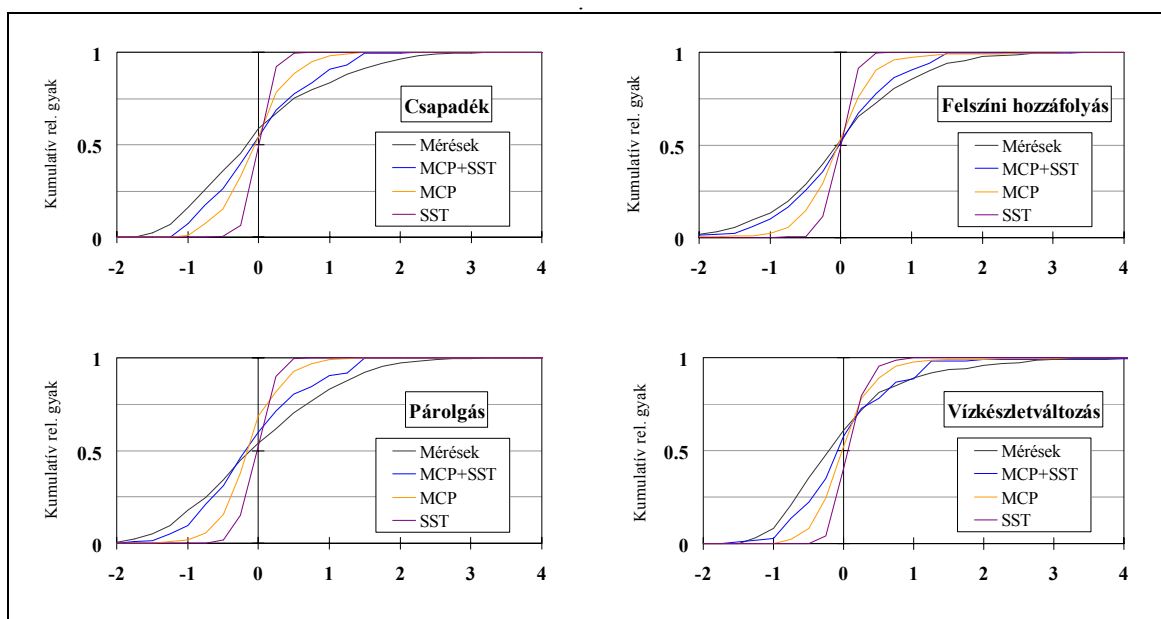 Kumulatív rel. gyak
1
0.5
0
-2 -1 0 1 2 3 4
Csapadék
Mérések
MCP+SST
MCP
SST
Kumulatív rel. gyak
1
0.5
0
-2 -1 0 1 2 3 4
Felszíni hozzáfolyás
Mérések
MCP+SST
MCP
SST
Kumulatív rel. gyak
1
0.5
0
-2 -1 0 1 2 3 4
Párolgás
Mérések
MCP+SST
MCP
SST
Kumulatív rel. gyak
1
0.5
0
-2 -1 0 1 2 3 4
Vízkészletváltozás
Mérések
MCP+SST
MCP
SST